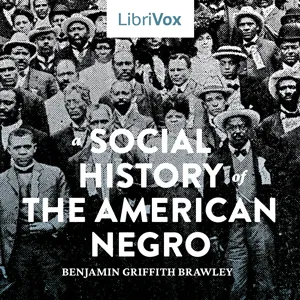 LibriVox
a SOCIAL
HISTORY of
THE AMERICAN
NEGRO
BENJAMIN GRIFFITH BRAWLEY